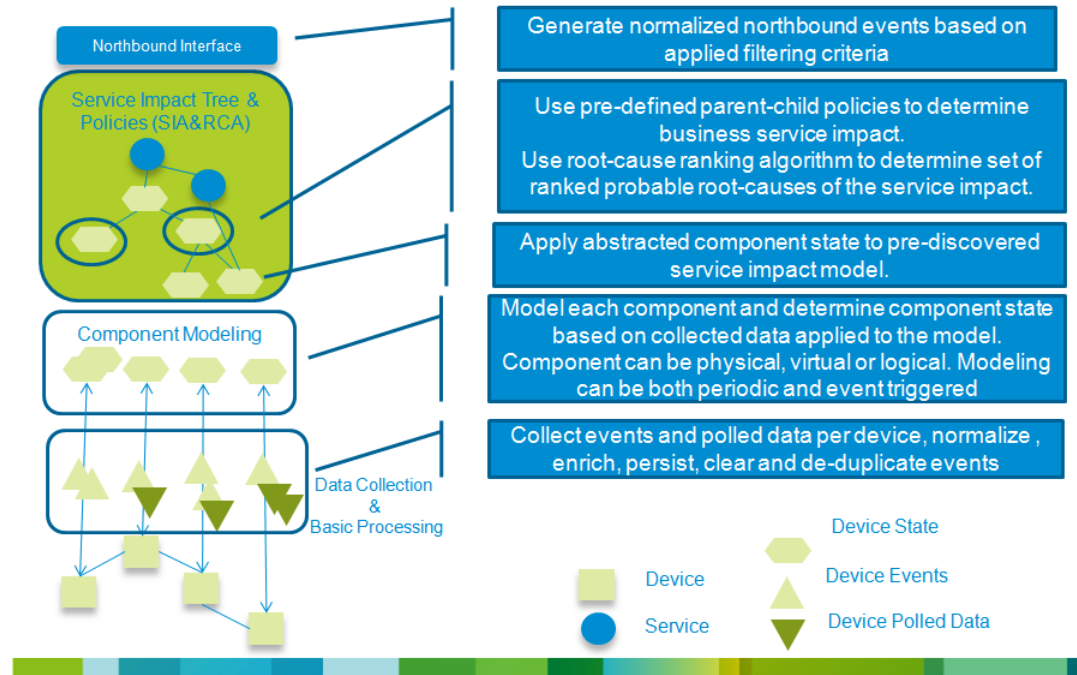 Northbound Interface
Generate normalized northbound events based on
applied filtering criteria
Service Impact Tree &
Policies (SIA&RCA)
Use pre-defined parent-child policies to determine
business service impact.
Use root-cause ranking algorithm to determine set of
ranked probable root-causes of the service impact.
Apply abstracted component state to pre-discovered
service impact model.
Component Modeling
Model each component and determine component state
based on collected data applied to the model.
Component can be physical, virtual or logical. Modeling
can be both periodic and event triggered
Collect events and polled data per device, normalize ,
enrich, persist, clear and de-duplicate events
Data Collection
&
Basic Processing
Device
Service
Device State
Device Events
Device Polled Data